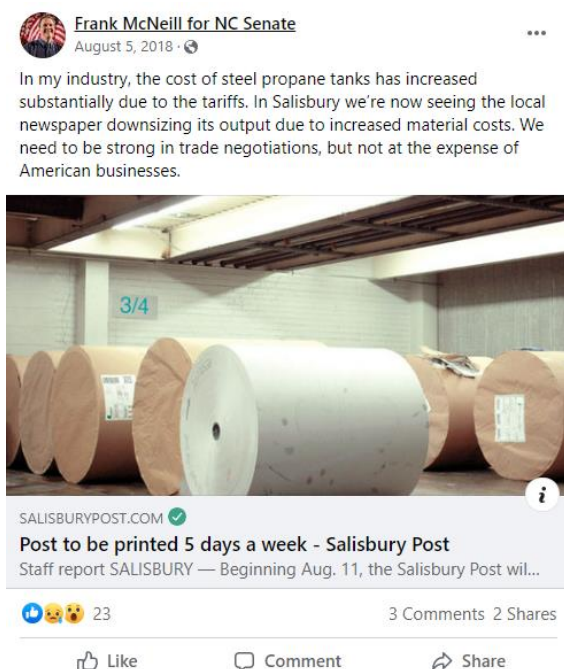 Frank McNeill for NC Senate
August 5, 2018 ·
In my industry, the cost of steel propane tanks has increased
substantially due to the tariffs. In Salisbury we're now seeing the local
newspaper downsizing its output due to increased material costs. We
need to be strong in trade negotiations, but not at the expense of
American businesses.
3/4
SALISBURYPOST.COM
Post to be printed 5 days a week - Salisbury Post
Staff report SALISBURY — Beginning Aug. 11, the Salisbury Post wil...
23 3 Comments 2 Shares
Like Comment Share